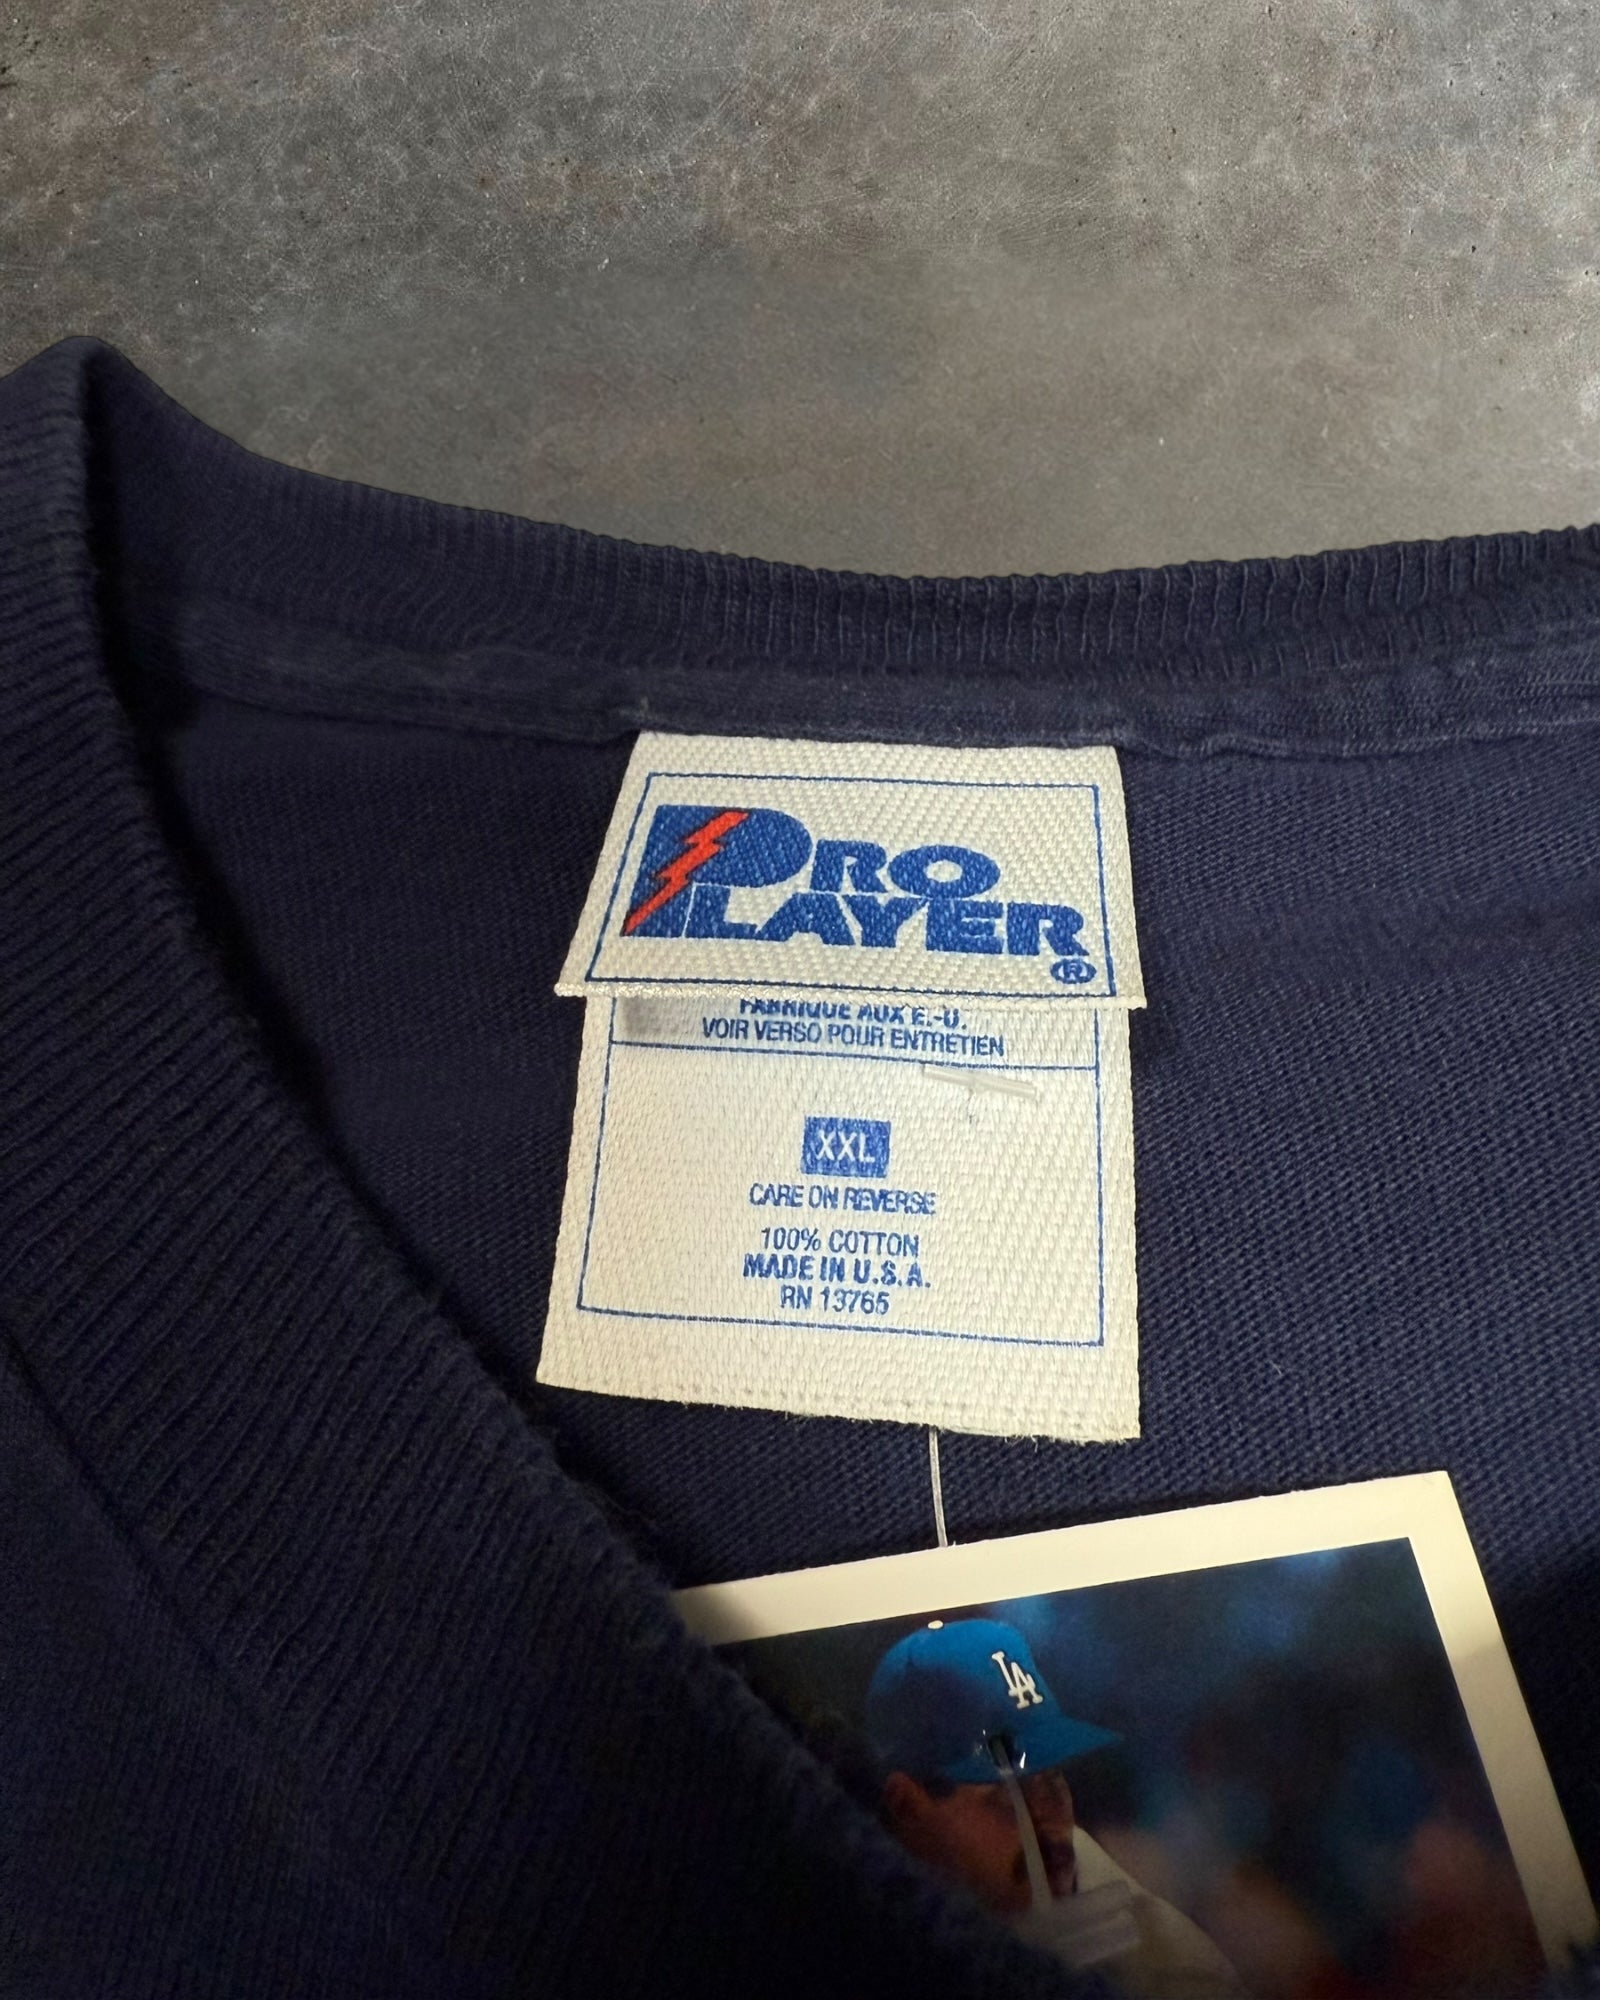 PRO
PLAYER®
FABRIQUE AUX E.-U.
VOIR VERSO POUR ENTRETIEN
XXL
CARE ON REVERSE
100% COTTON
MADE IN U.S.A.
RN 13765
LA